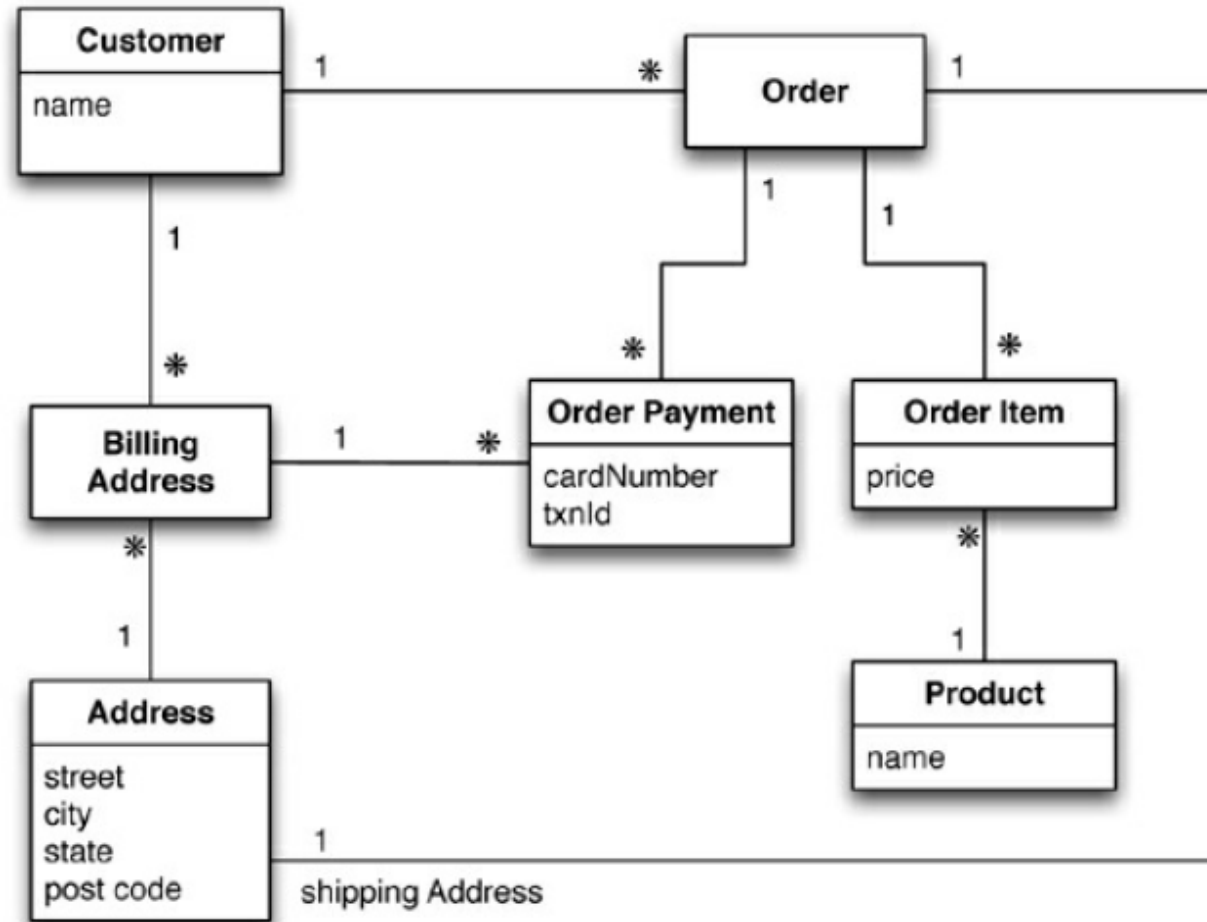 Customer
name
1
*
Order
1
1
1
1
*
*
*
Billing
Address
1
*
Order Payment
cardNumber
txnId
Order Item
price
*
1
*
1
Address
street
city
state
post code
Product
name
1
shipping Address